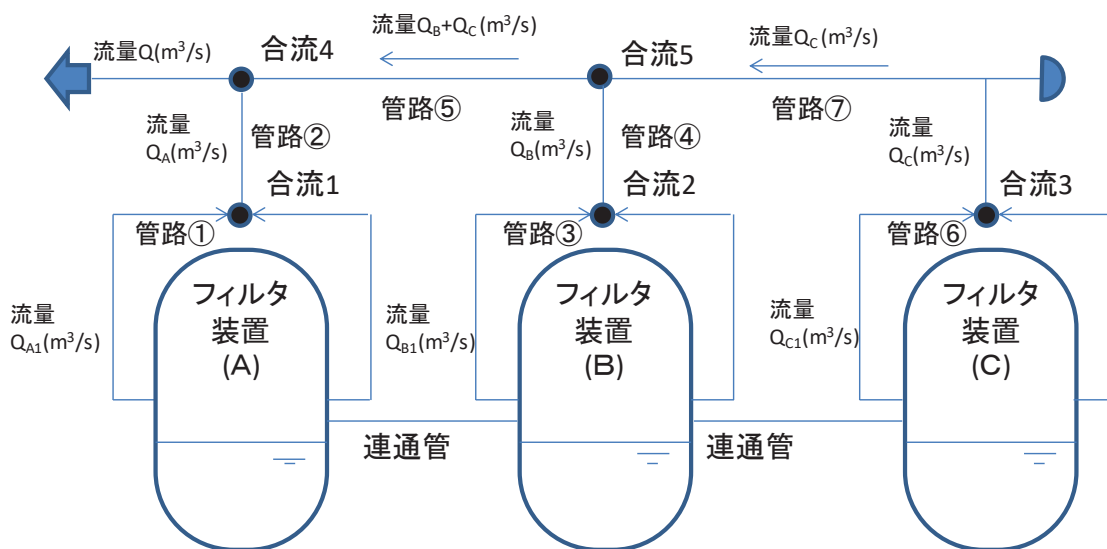 流量Q(m³/s)
合流4
流量Q_B+Q_C(m³/s)
合流5
流量Q_C(m³/s)
管路⑤
管路⑦
流量
Q_A(m³/s)
管路②
流量
Q_B(m³/s)
管路④
流量
Q_C(m³/s)
合流1
合流2
合流3
管路①
管路③
管路⑥
フィルタ
装置
(A)
フィルタ
装置
(B)
フィルタ
装置
(C)
流量
Q_A1(m³/s)
流量
Q_B1(m³/s)
流量
Q_C1(m³/s)
連通管
連通管